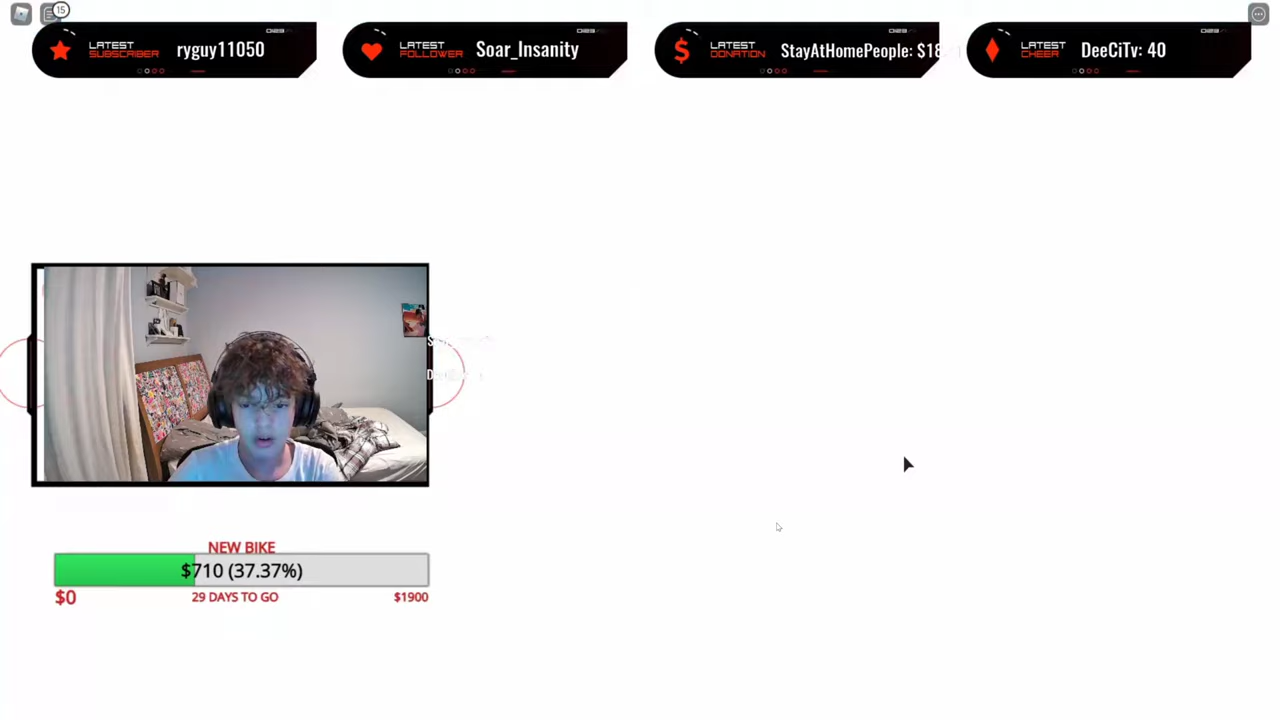 15
LATEST
SUBSCRIBER
ryguy11050
LATEST
FOLLOWER
Soar_Insanity
LATEST
DONATION
StayAtHomePeople: $18
LATEST
CHEER
DeeCiTv: 40
NEW BIKE
$710 (37.37%)
$0
29 DAYS TO GO
$1900